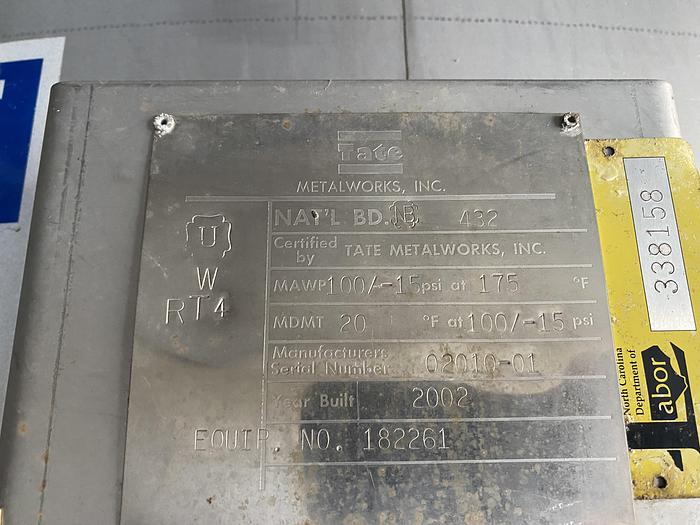 Tate
METALWORKS, INC.
U
W
RT4
NAT'L BD. 432
Certified by TATE METALWORKS, INC.
MAWP 100/-15 psi at 175 °F
MDMT 20 °F at 100/-15 psi
Manufacturers
Serial Number 02010-01
Year Built 2002
EQUIP. NO. 182261
338158
North Carolina
Department of
Labor